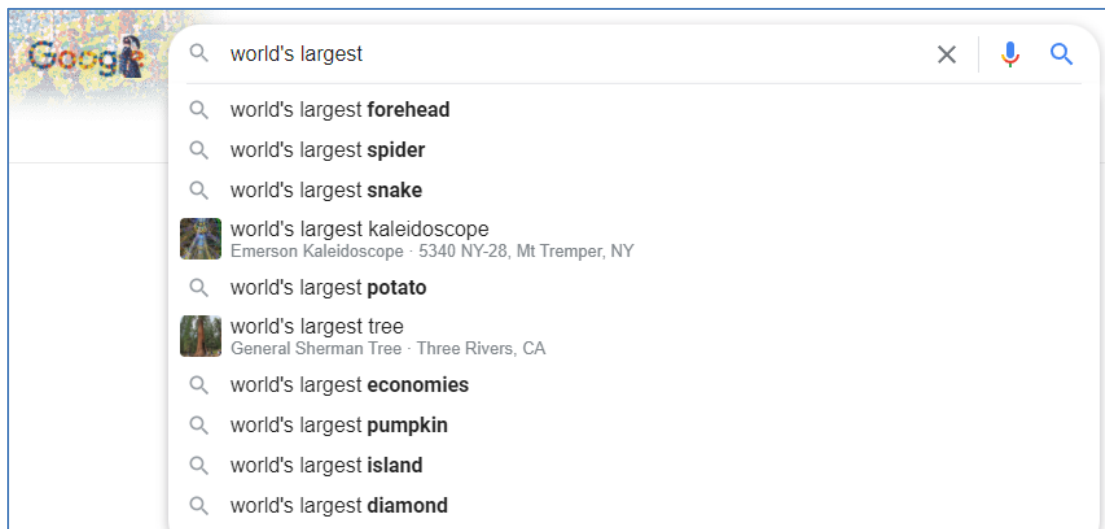 Google
world's largest
world's largest forehead
world's largest spider
world's largest snake
world's largest kaleidoscope
Emerson Kaleidoscope · 5340 NY-28, Mt Tremper, NY
world's largest potato
world's largest tree
General Sherman Tree · Three Rivers, CA
world's largest economies
world's largest pumpkin
world's largest island
world's largest diamond